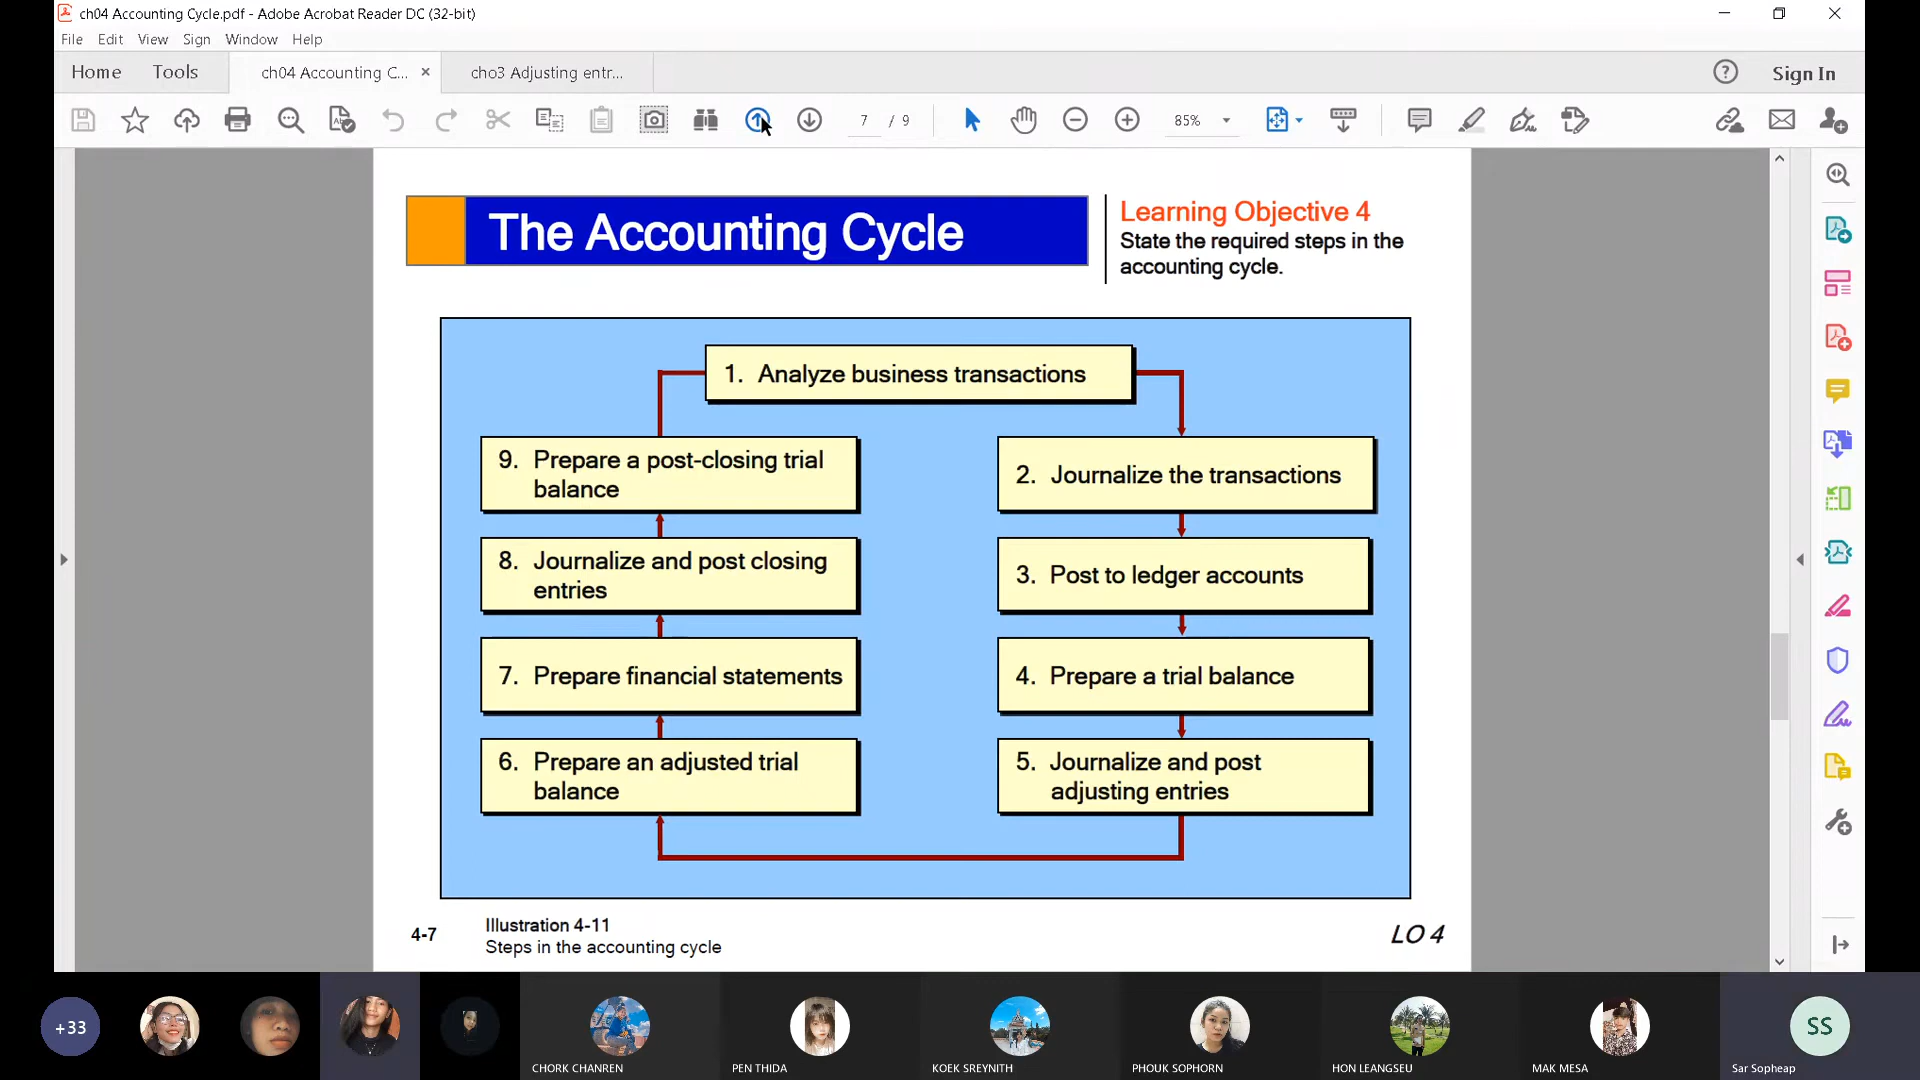 ch04 Accounting Cycle.pdf - Adobe Acrobat Reader DC (32-bit)
File Edit View Sign Window Help
Home Tools ch04 Accounting C... × cho3 Adjusting entr... Sign In
7 / 9 85%
The Accounting Cycle
Learning Objective 4
State the required steps in the
accounting cycle.
1. Analyze business transactions
9. Prepare a post-closing trial
balance
2. Journalize the transactions
8. Journalize and post closing
entries
3. Post to ledger accounts
7. Prepare financial statements
4. Prepare a trial balance
6. Prepare an adjusted trial
balance
5. Journalize and post
adjusting entries
4-7
Illustration 4-11
Steps in the accounting cycle
LO 4
+33
SS
CHORK CHANREN
PEN THIDA
KOEK SREYNITH
PHOUK SOPHORN
HON LEANGSEU
MAK MESA
Sar Sopheap